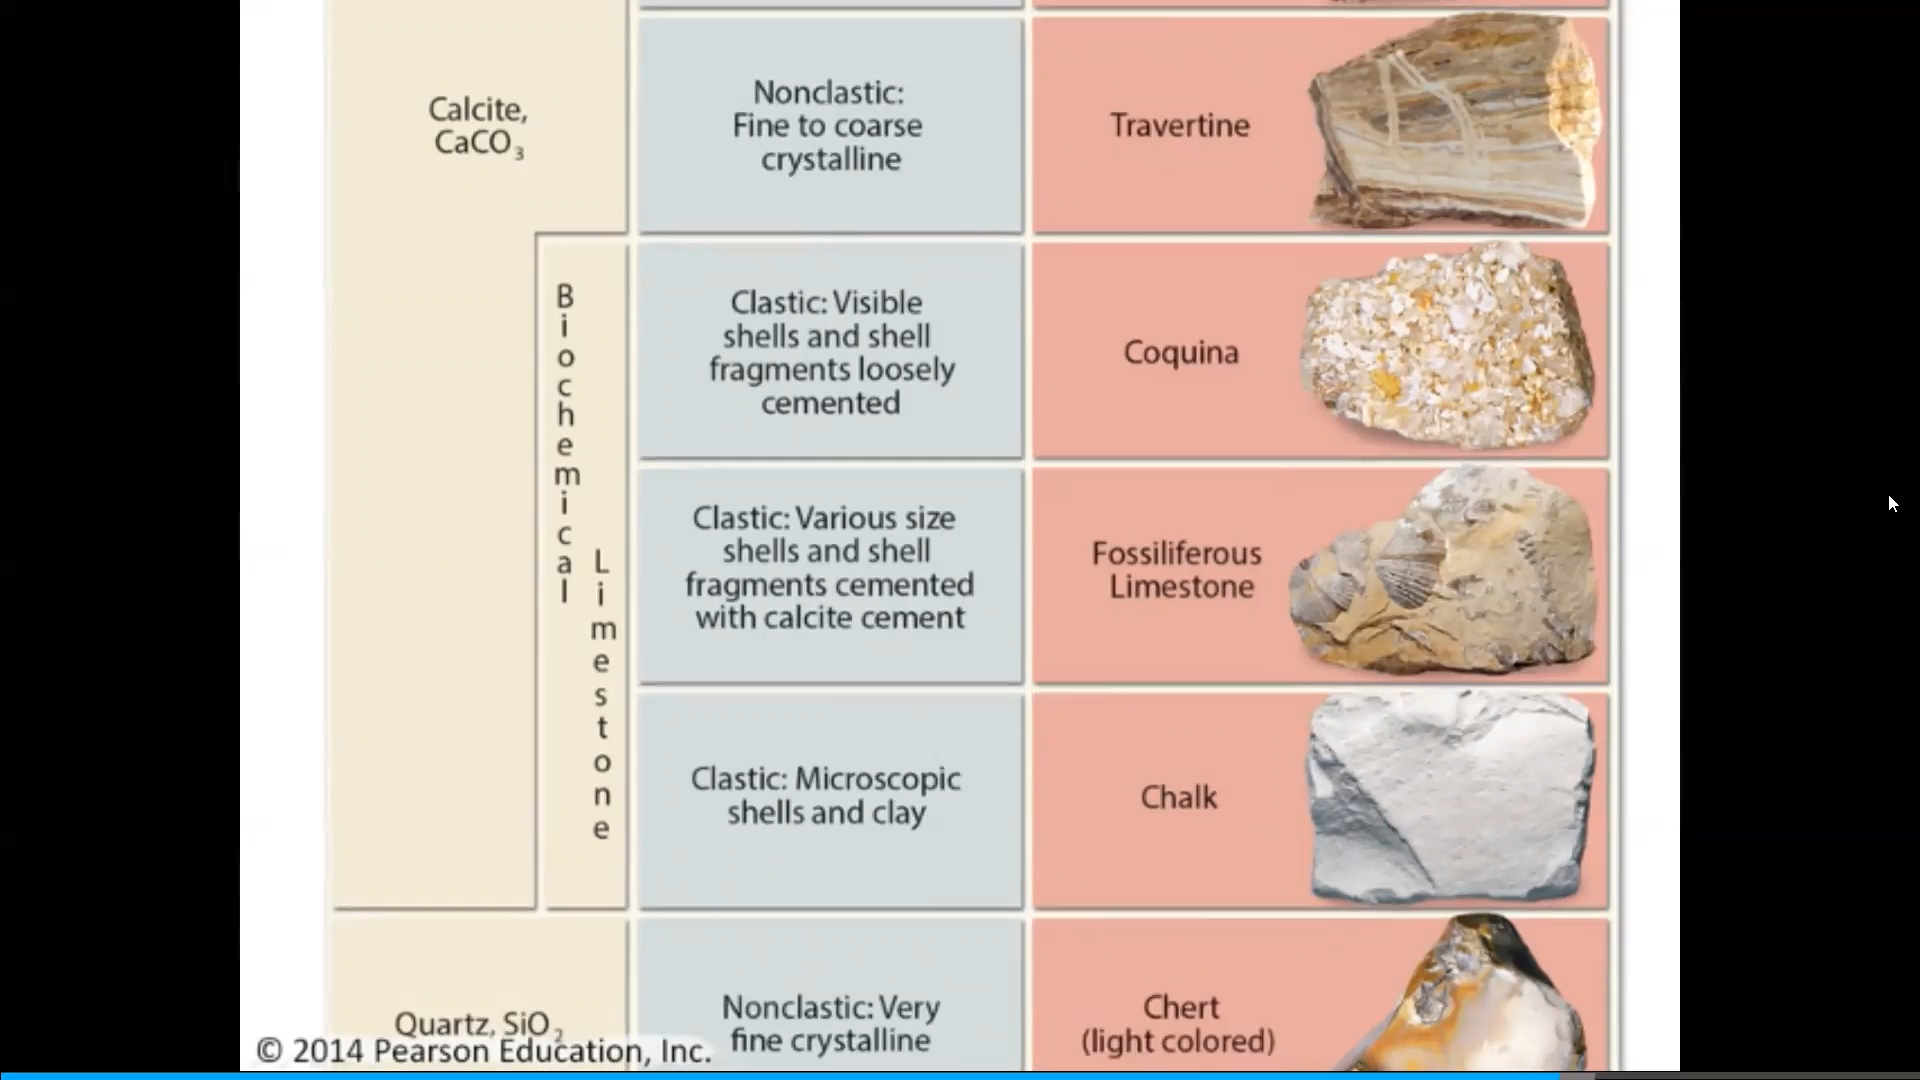 Calcite,
CaCO3
Nonclastic:
Fine to coarse
crystalline
Travertine
Biochemical
Limestone
Clastic: Visible
shells and shell
fragments loosely
cemented
Coquina
Clastic: Various size
shells and shell
fragments cemented
with calcite cement
Fossiliferous
Limestone
Clastic: Microscopic
shells and clay
Chalk
Quartz, SiO2
Nonclastic: Very
fine crystalline
Chert
(light colored)
© 2014 Pearson Education, Inc.